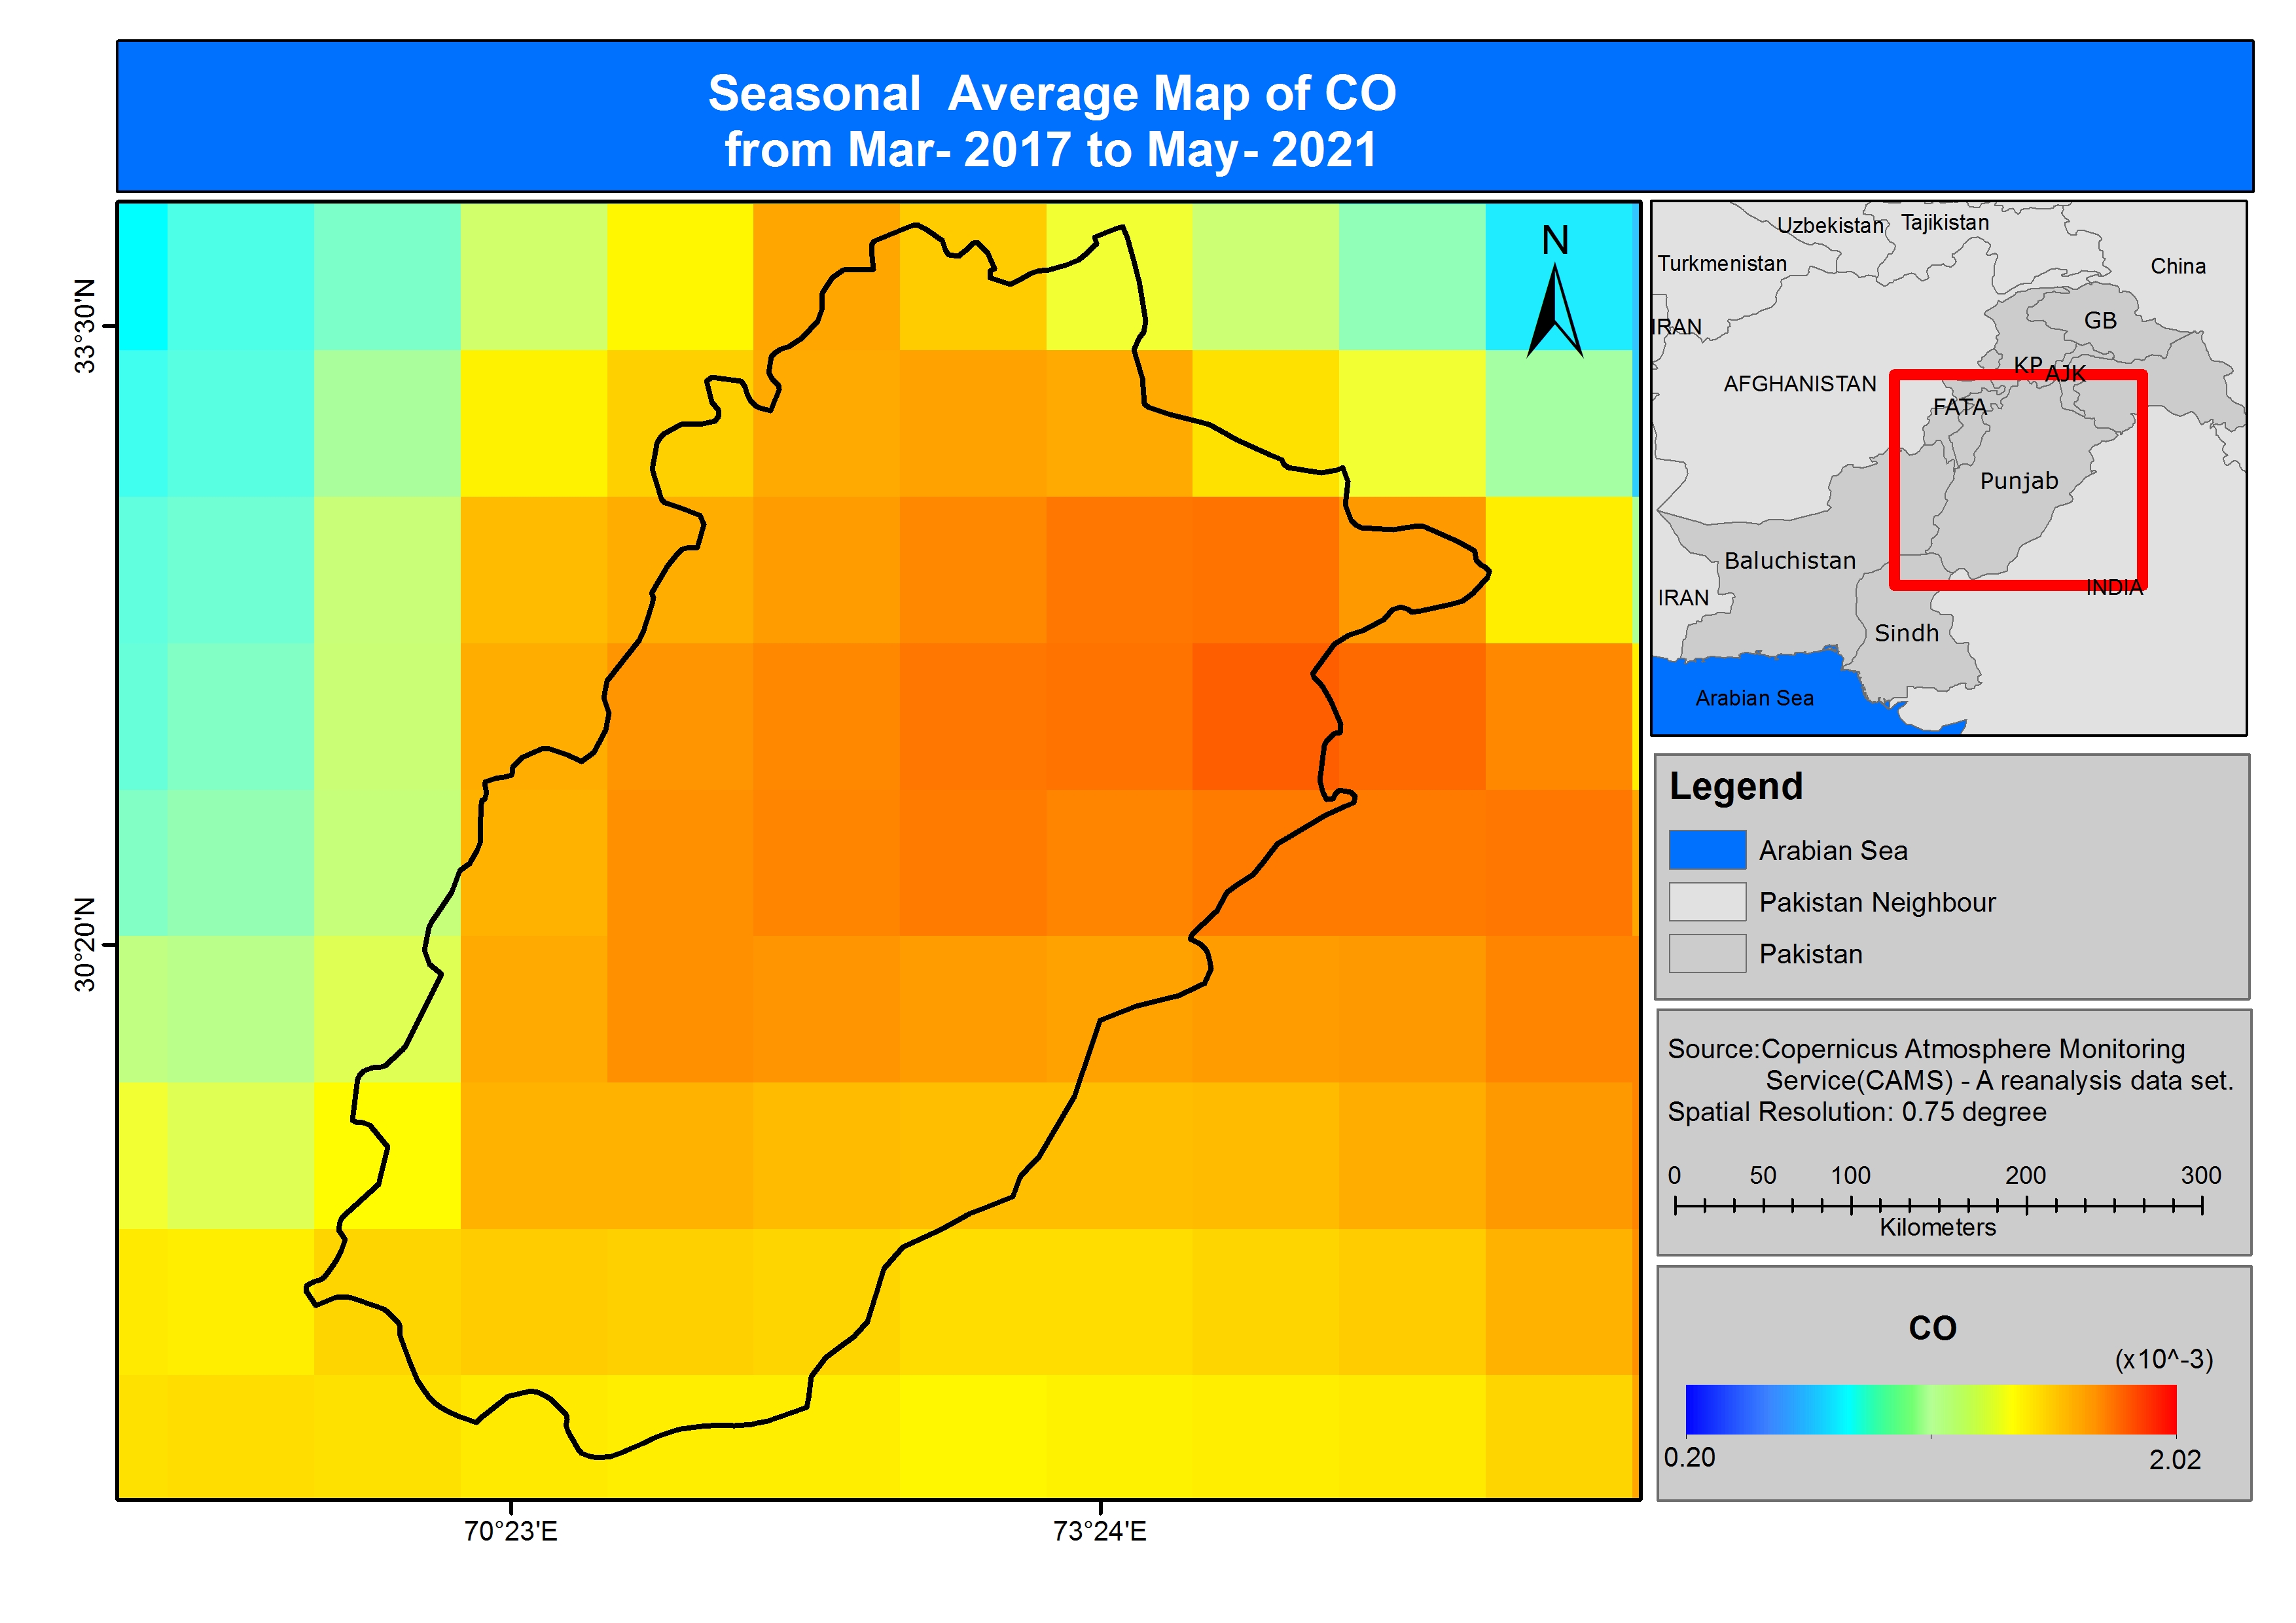 Seasonal  Average Map of CO
from Mar- 2017 to May- 2021
33°30'N
30°20'N
70°23'E
73°24'E
N
Uzbekistan
Tajikistan
Turkmenistan
China
IRAN
GB
KP
AJK
AFGHANISTAN
FATA
Punjab
Baluchistan
INDIA
IRAN
Sindh
Arabian Sea
Legend
Arabian Sea
Pakistan Neighbour
Pakistan
Source:Copernicus Atmosphere Monitoring
Service(CAMS) - A reanalysis data set.
Spatial Resolution: 0.75 degree
0 50 100 200 300
Kilometers
CO
(x10^-3)
0.20 2.02